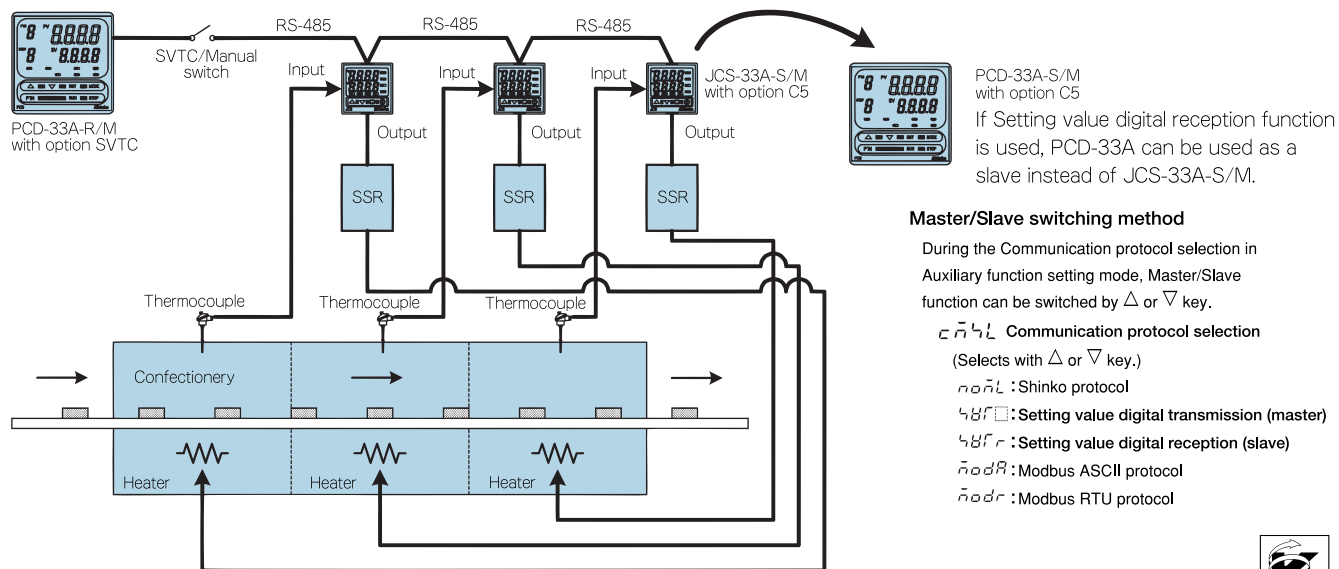 RS-485
RS-485
RS-485
SVTC/Manual
switch
PCD-33A-R/M
with option SVTC
Input
Input
Input
JCS-33A-S/M
with option C5
Output
Output
Output
SSR
SSR
SSR
PCD-33A-S/M
with option C5
If Setting value digital reception function
is used, PCD-33A can be used as a
slave instead of JCS-33A-S/M.
Thermocouple
Thermocouple
Thermocouple
Confectionery
Heater
Heater
Heater
Master/Slave switching method
During the Communication protocol selection in
Auxiliary function setting mode, Master/Slave
function can be switched by △ or ▽ key.
Communication protocol selection
(Selects with △ or ▽ key.)
: Shinko protocol
: Setting value digital transmission (master)
: Setting value digital reception (slave)
: Modbus ASCII protocol
: Modbus RTU protocol